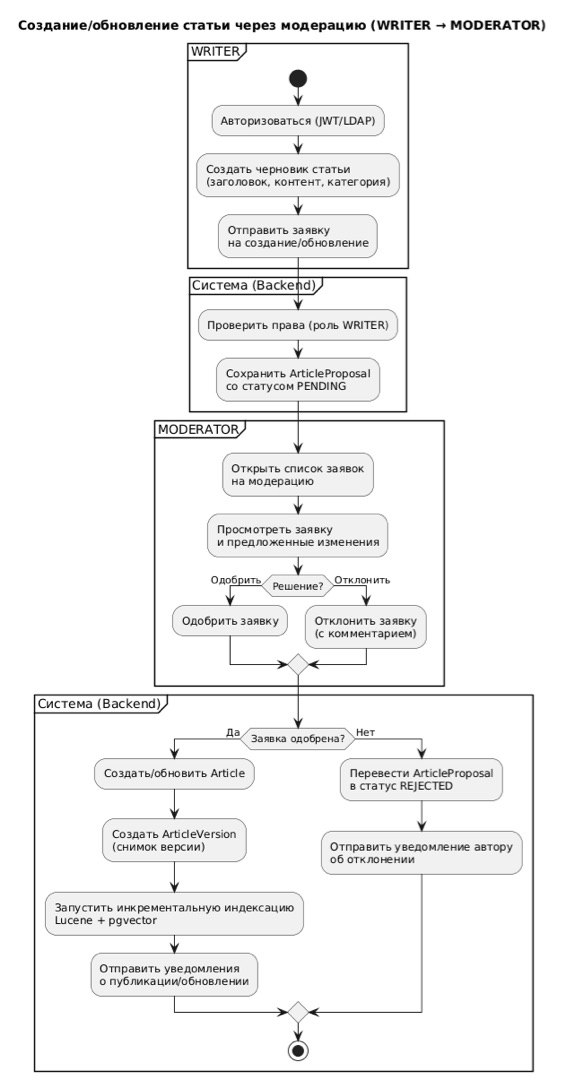 Создание/обновление статьи через модерацию (WRITER → MODERATOR)
WRITER
Авторизоваться (JWT/LDAP)
Создать черновик статьи
(заголовок, контент, категория)
Отправить заявку
на создание/обновление
Система (Backend)
Проверить права (роль WRITER)
Сохранить ArticleProposal
со статусом PENDING
MODERATOR
Открыть список заявок
на модерацию
Просмотреть заявку
и предложенные изменения
Одобрить
Решение?
Отклонить
Одобрить заявку
Отклонить заявку
(с комментарием)
Система (Backend)
Да
Заявка одобрена?
Нет
Создать/обновить Article
Создать ArticleVersion
(снимок версии)
Запустить инкрементальную индексацию
Lucene + pgvector
Отправить уведомления
о публикации/обновлении
Перевести ArticleProposal
в статус REJECTED
Отправить уведомление автору
об отклонении